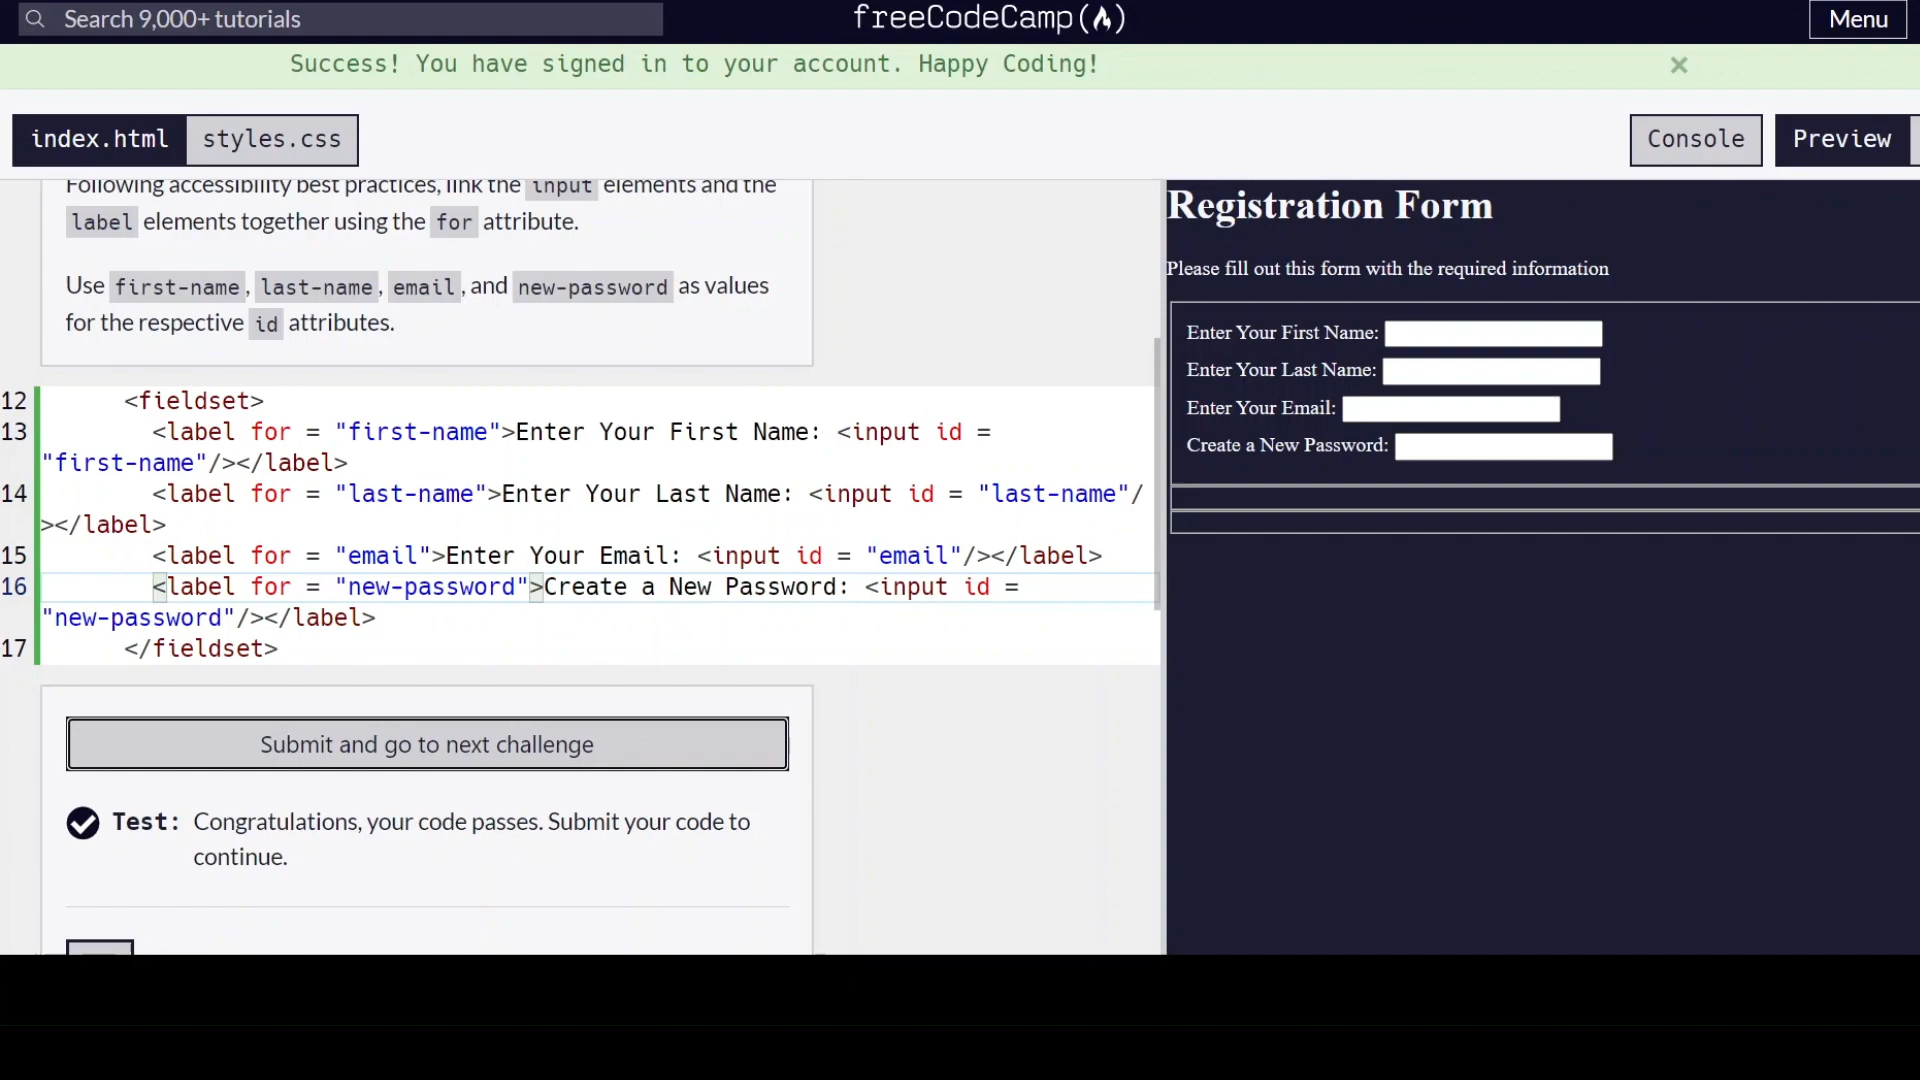 Search 9,000+ tutorials
freeCodeCamp(🔥)
Menu
Success! You have signed in to your account. Happy Coding!
×
index.html
styles.css
Console
Preview
Following accessibility best practices, link the input elements and the
label elements together using the for attribute.
Use first-name, last-name, email, and new-password as values
for the respective id attributes.
12 <fieldset>
13 <label for = "first-name">Enter Your First Name: <input id =
"first-name"/></label>
14 <label for = "last-name">Enter Your Last Name: <input id = "last-name"/
></label>
15 <label for = "email">Enter Your Email: <input id = "email"/></label>
16 <label for = "new-password">Create a New Password: <input id =
"new-password"/></label>
17 </fieldset>
Submit and go to next challenge
Test: Congratulations, your code passes. Submit your code to
continue.
Registration Form
Please fill out this form with the required information
Enter Your First Name:
Enter Your Last Name:
Enter Your Email:
Create a New Password: